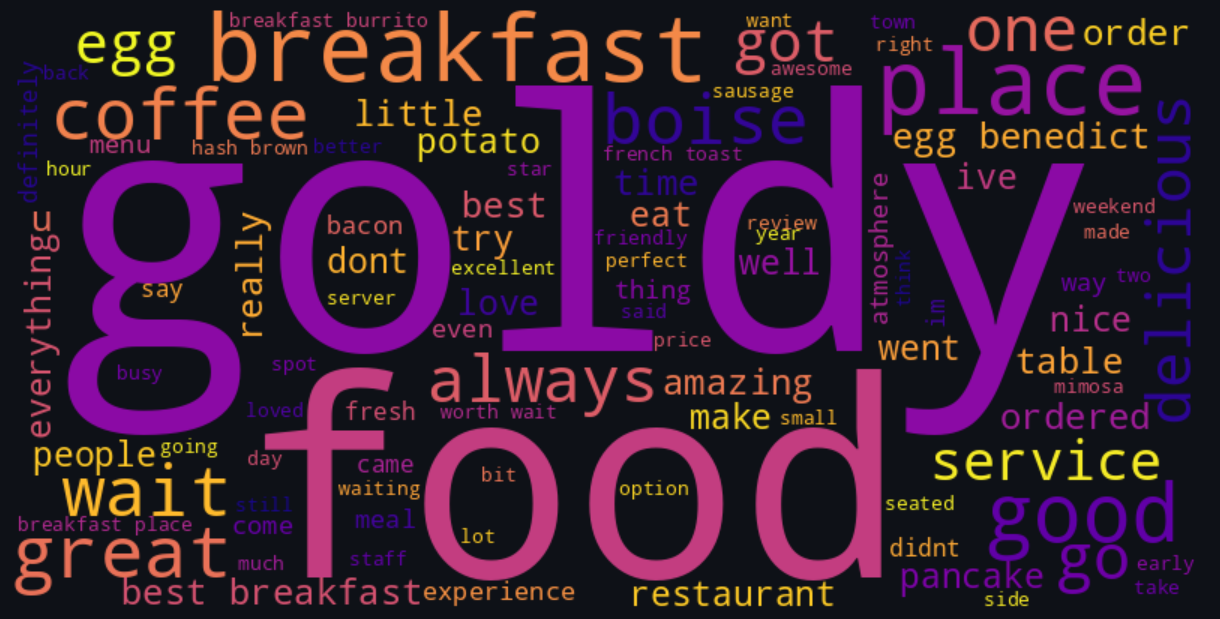 breakfast burrito
want
town
egg
breakfast
got
right
one
order
back
awesome
place
coffee
little
sausage
boise
definitely
menu
hash brown
better
potato
egg benedict
delicious
hour
star
french toast
time
ive
goldy
best
eat
review
weekend
bacon
try
friendly
year
made
everything
really
dont
excellent
perfect
well
atmosphere
think
say
server
love
thing
said
im
way
two
even
price
nice
went
busy
spot
table
always
amazing
mimosa
loved
fresh
worth wait
make
small
ordered
people
going
day
food
came
bit
service
wait
waiting
option
still
come
meal
lot
seated
good
breakfast place
great
much
staff
didnt
go
early
pancake
take
best breakfast
experience
restaurant
side
u